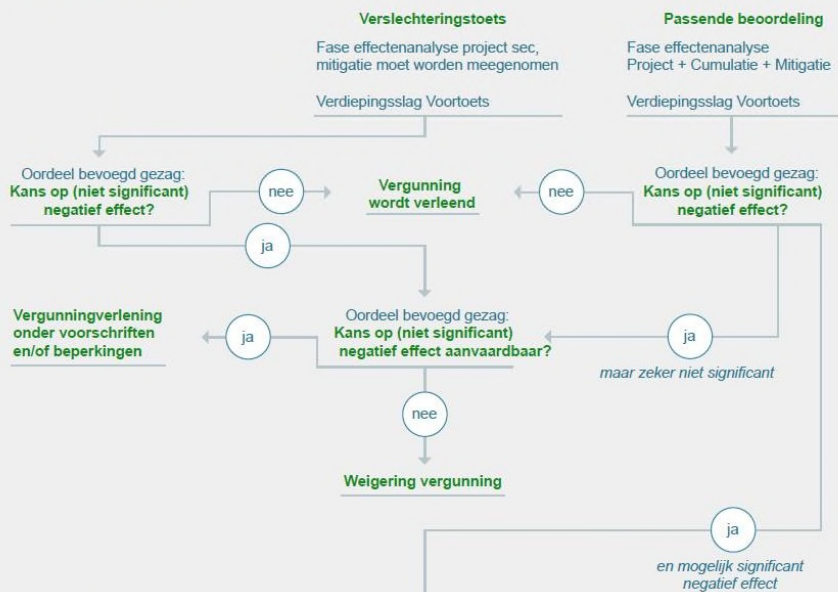 Verslechteringstoets
Fase effectenanalyse project sec,
mitigatie moet worden meegenomen
Verdiepingsslag Voortoets
Passende beoordeling
Fase effectenanalyse
Project + Cumulatie + Mitigatie
Verdiepingsslag Voortoets
Oordeel bevoegd gezag:
Kans op (niet significant)
negatief effect?
nee
Vergunning
wordt verleend
nee
Oordeel bevoegd gezag:
Kans op (niet significant)
negatief effect?
ja
Vergunningverlening
onder voorschriften
en/of beperkingen
ja
Oordeel bevoegd gezag:
Kans op (niet significant)
negatief effect aanvaardbaar?
ja
maar zeker niet significant
nee
Weigering vergunning
ja
en mogelijk significant
negatief effect